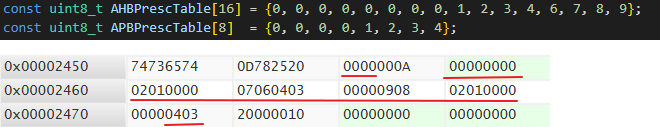 const uint8_t AHBPrescTable[16] = {0, 0, 0, 0, 0, 0, 0, 0, 1, 2, 3, 4, 6, 7, 8, 9};
const uint8_t APBPrescTable[8] = {0, 0, 0, 0, 1, 2, 3, 4};
0x00002450 74736574 0D782520 0000000A 00000000
0x00002460 02010000 07060403 00000908 02010000
0x00002470 00000403 20000010 00000000 00000000